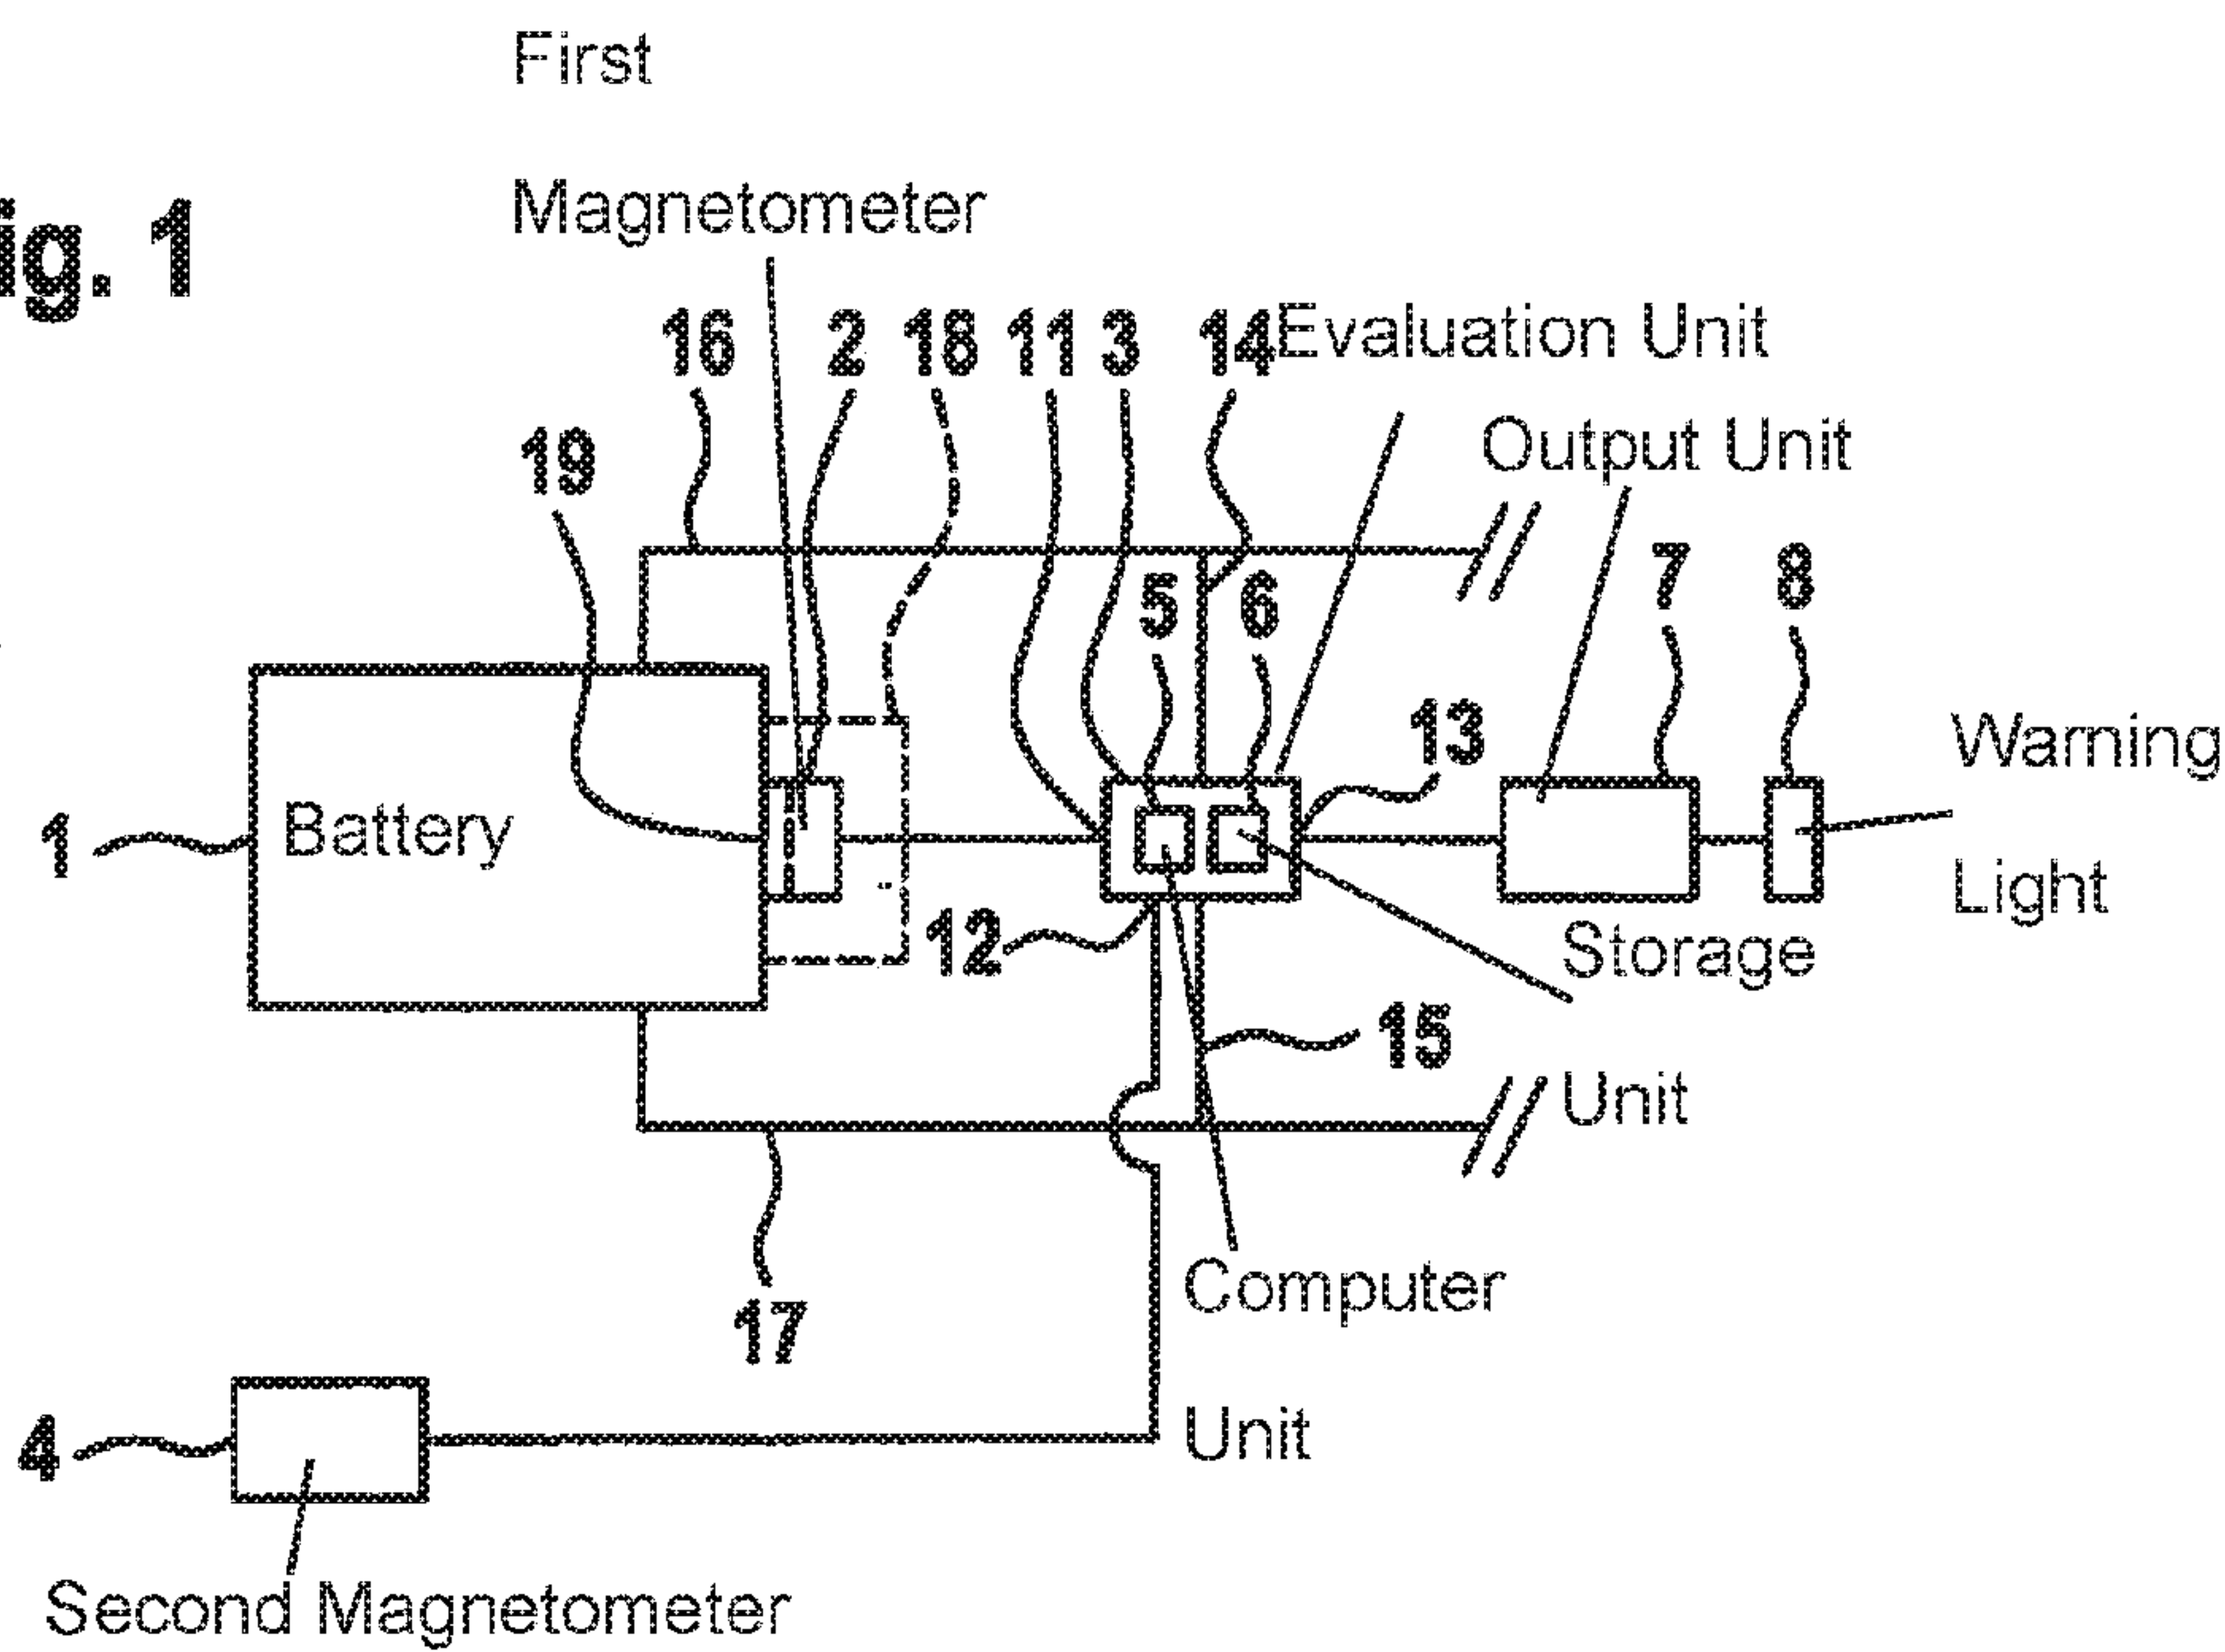 First
ig. 1
Magnetometer
16 2 18 11 3 14 Evaluation Unit
19
Output Unit
5 6 7 8
13
Warning
1
Battery
Light
12
Storage
15
Unit
17
Computer
4
Unit
Second Magnetometer